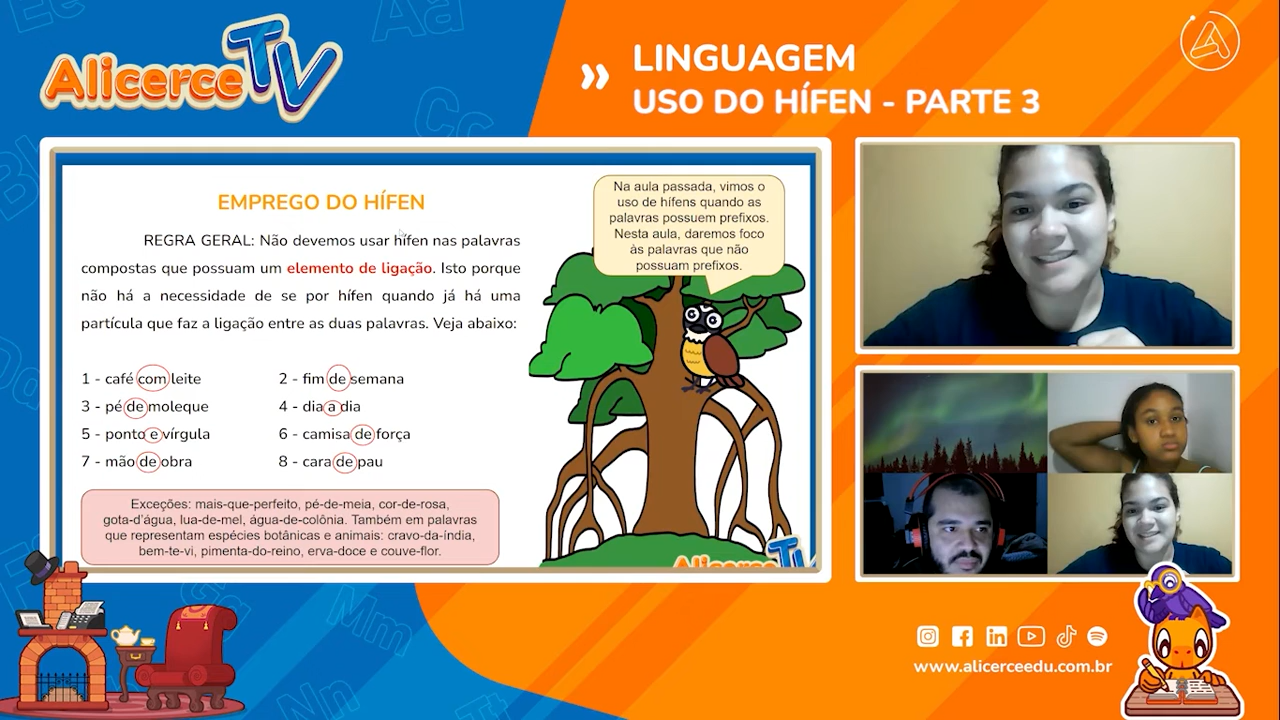 Alicerce TV
LINGUAGEM
USO DO HÍFEN - PARTE 3
EMPREGO DO HÍFEN
REGRA GERAL: Não devemos usar hífen nas palavras
compostas que possuam um elemento de ligação. Isto porque
não há a necessidade de se por hífen quando já há uma
partícula que faz a ligação entre as duas palavras. Veja abaixo:
1 - café com leite
2 - fim de semana
3 - pé de moleque
4 - dia a dia
5 - ponto e vírgula
6 - camisa de força
7 - mão de obra
8 - cara de pau
Exceções: mais-que-perfeito, pé-de-meia, cor-de-rosa,
gota-d'água, lua-de-mel, água-de-colônia. Também em palavras
que representam espécies botânicas e animais: cravo-da-índia,
bem-te-vi, pimenta-do-reino, erva-doce e couve-flor.
Na aula passada, vimos o
uso de hífens quando as
palavras possuem prefixos.
Nesta aula, daremos foco
às palavras que não
possuam prefixos.
www.alicerceedu.com.br